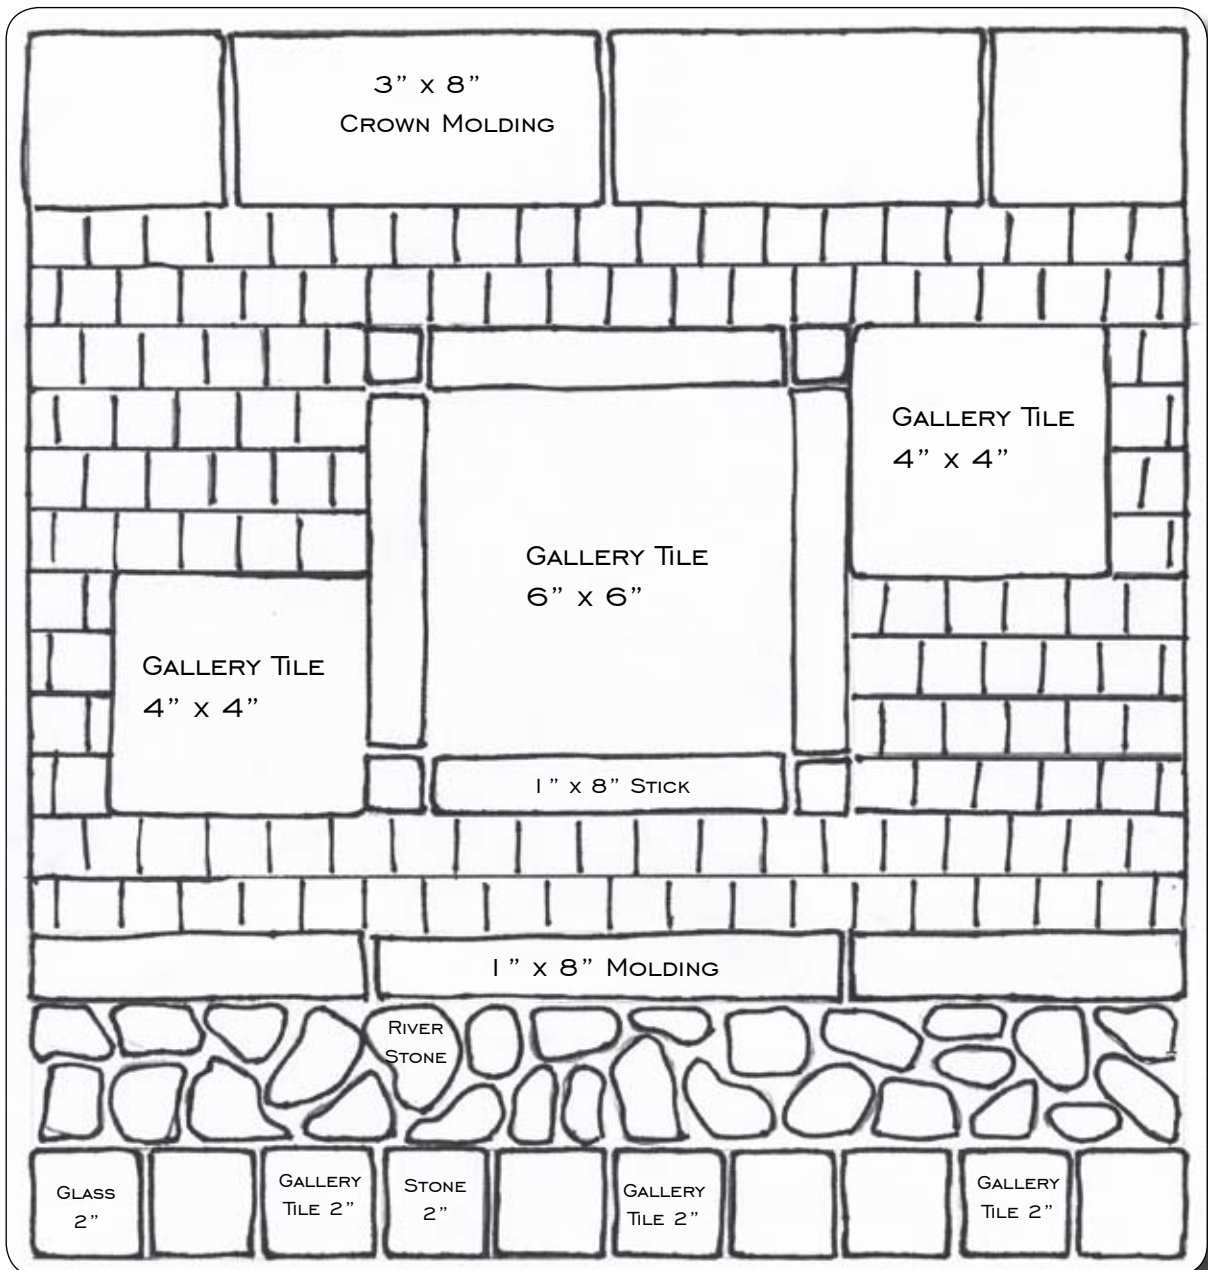 3” x 8”
Crown Molding
Gallery Tile
4” x 4”
Gallery Tile
6” x 6”
Gallery Tile
4” x 4”
1” x 8” Stick
1” x 8” Molding
River
Stone
Glass
2”
Gallery
Tile 2”
Stone
2”
Gallery
Tile 2”
Gallery
Tile 2”